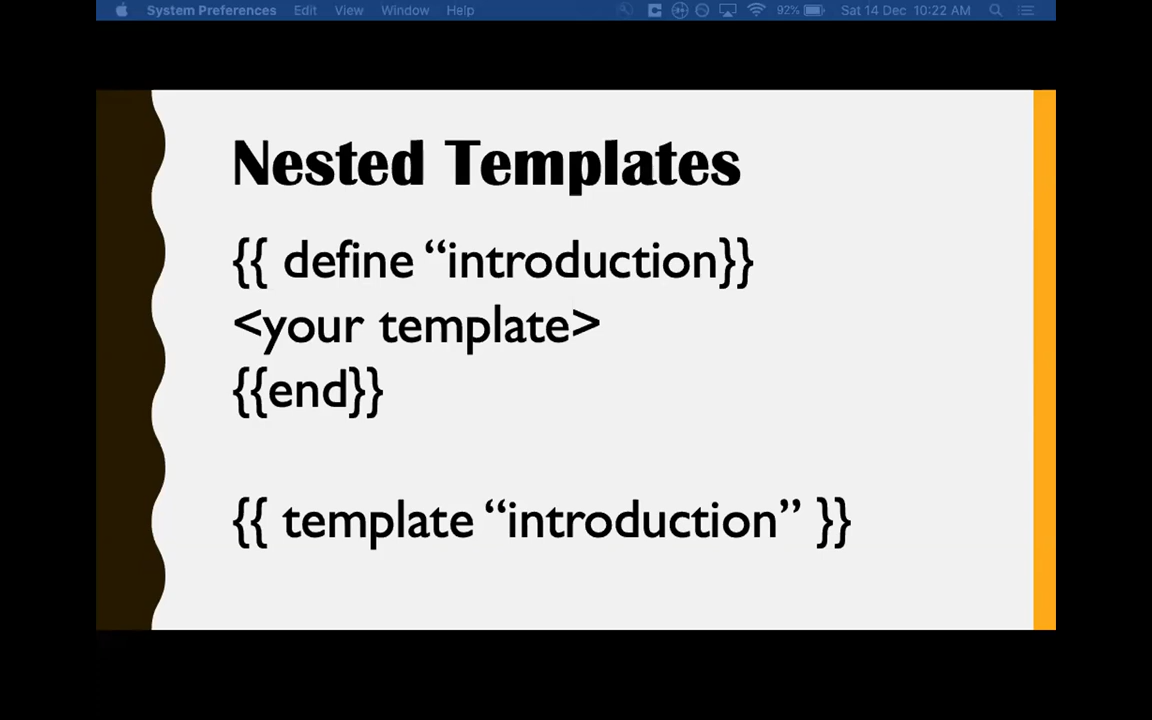 System Preferences Edit View Window Help 92% Sat 14 Dec 10:22 AM
Nested Templates
{{ define “introduction}}
<your template>
{{end}}
{{ template “introduction” }}